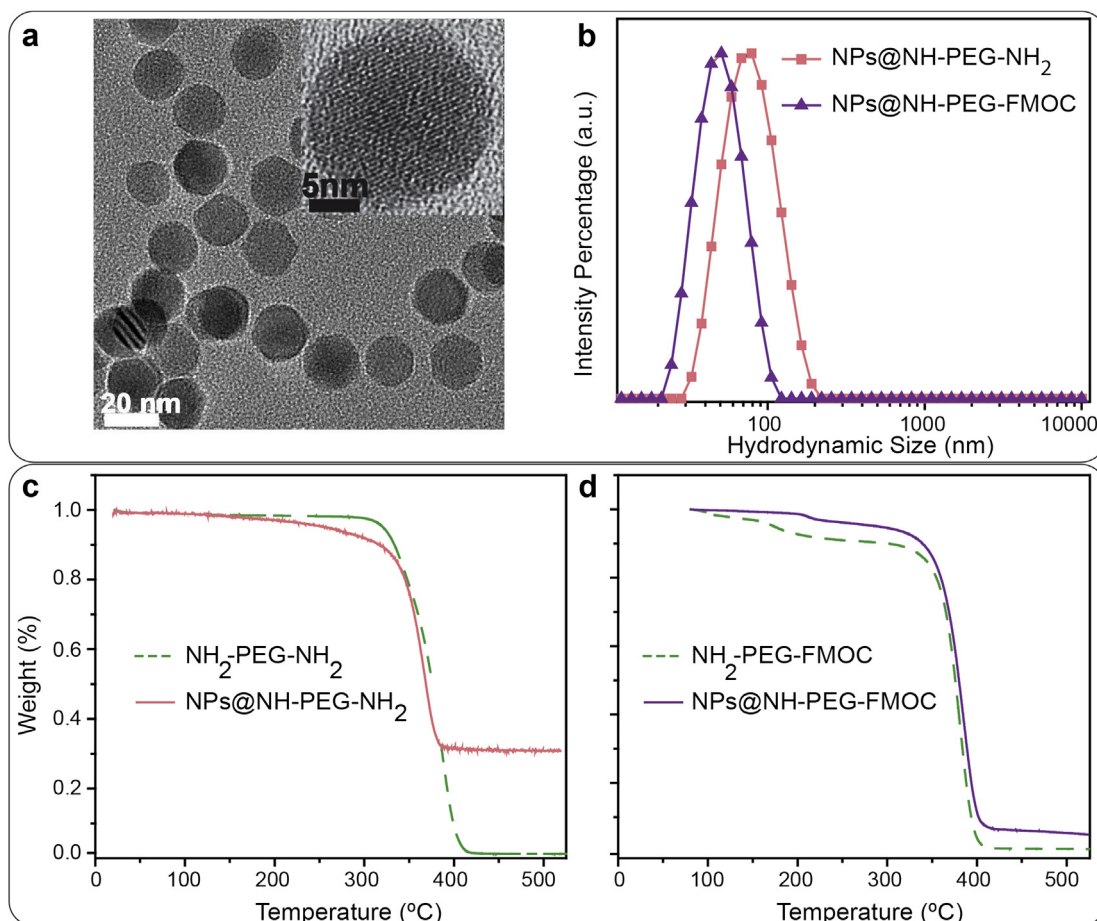 a
5nm
20 nm
b
NPs@NH-PEG-NH2
NPs@NH-PEG-FMOC
Intensity Percentage (a.u.)
100 1000 10000
Hydrodynamic Size (nm)
c
1.0
0.8
0.6
0.4
0.2
0.0
Weight (%)
NH2-PEG-NH2
NPs@NH-PEG-NH2
0 100 200 300 400 500
Temperature (ºC)
d
NH2-PEG-FMOC
NPs@NH-PEG-FMOC
0 100 200 300 400 500
Temperature (ºC)